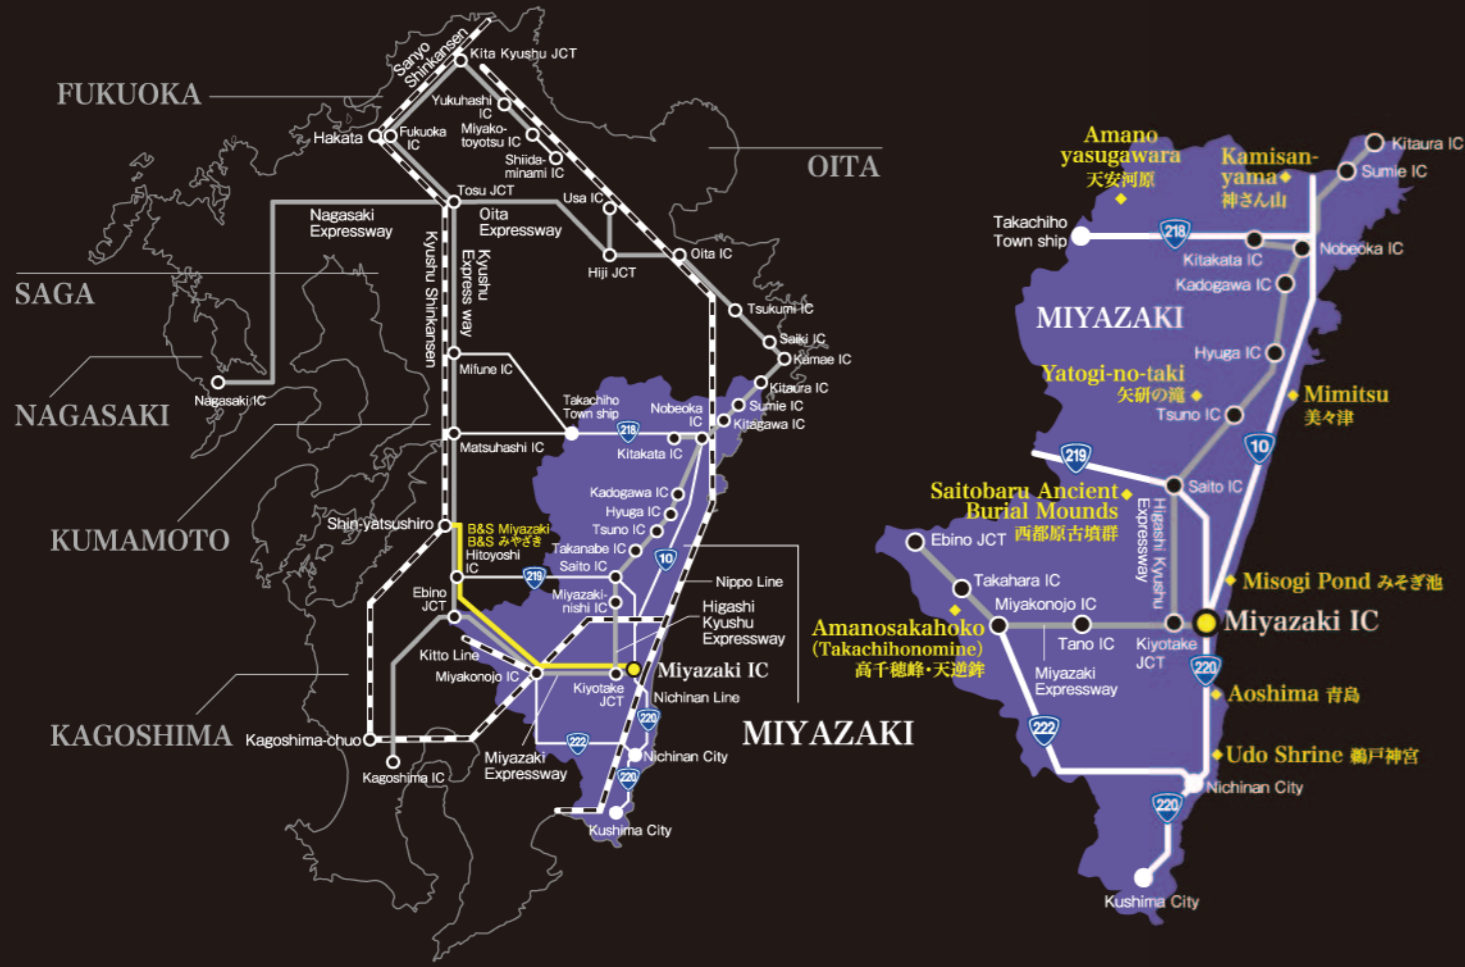 FUKUOKA
SAGA
NAGASAKI
KUMAMOTO
KAGOSHIMA
OITA
MIYAZAKI
Sanyo
Shinkansen
Kita Kyushu JCT
Yukuhashi
IC
Miyako-
toyotsu IC
Shiida-
minami IC
Hakata
Fukuoka
IC
Tosu JCT
Usa IC
Nagasaki
Expressway
Oita
Expressway
Kyushu Shinkansen
Kyushu
Express way
Hiji JCT
Oita IC
Tsukumi IC
Saiki IC
Kamae IC
Kitaura IC
Sumie IC
Kitagawa IC
Mifune IC
Nagasaki IC
Takachiho
Town ship
Nobeoka
IC
218
Matsuhashi IC
Kitakata IC
Kadogawa IC
Hyuga IC
Tsuno IC
Takanabe IC
Saito IC
Shin-yatsushiro
B&S Miyazaki
B&S みやざき
Hitoyoshi
IC
219
10
Ebino
JCT
Miyazaki-
nishi IC
Nippo Line
Higashi
Kyushu
Expressway
Kitto Line
Miyakonojo IC
Kiyotake
JCT
Miyazaki IC
Nichinan Line
220
222
Kagoshima-chuo
Kagoshima IC
Miyazaki
Expressway
Nichinan City
220
Kushima City
Amano
yasugawara
天安河原
Kamisan-
yama
神さん山
Kitaura IC
Sumie IC
Takachiho
Town ship
218
Kitakata IC
Nobeoka IC
Kadogawa IC
MIYAZAKI
Hyuga IC
Yatogi-no-taki
矢研の滝
Tsuno IC
Mimitsu
美々津
219
10
Saito IC
Saitobaru Ancient
Burial Mounds
西都原古墳群
Higashi Kyushu
Expressway
Ebino JCT
Takahara IC
Misogi Pond みそぎ池
Miyakonojo IC
Amanosakahoko
(Takachihonomine)
高千穂峰・天逆鉾
Tano IC
Kiyotake
JCT
Miyazaki IC
Miyazaki
Expressway
220
Aoshima 青島
222
Udo Shrine 鵜戸神宮
Nichinan City
220
Kushima City